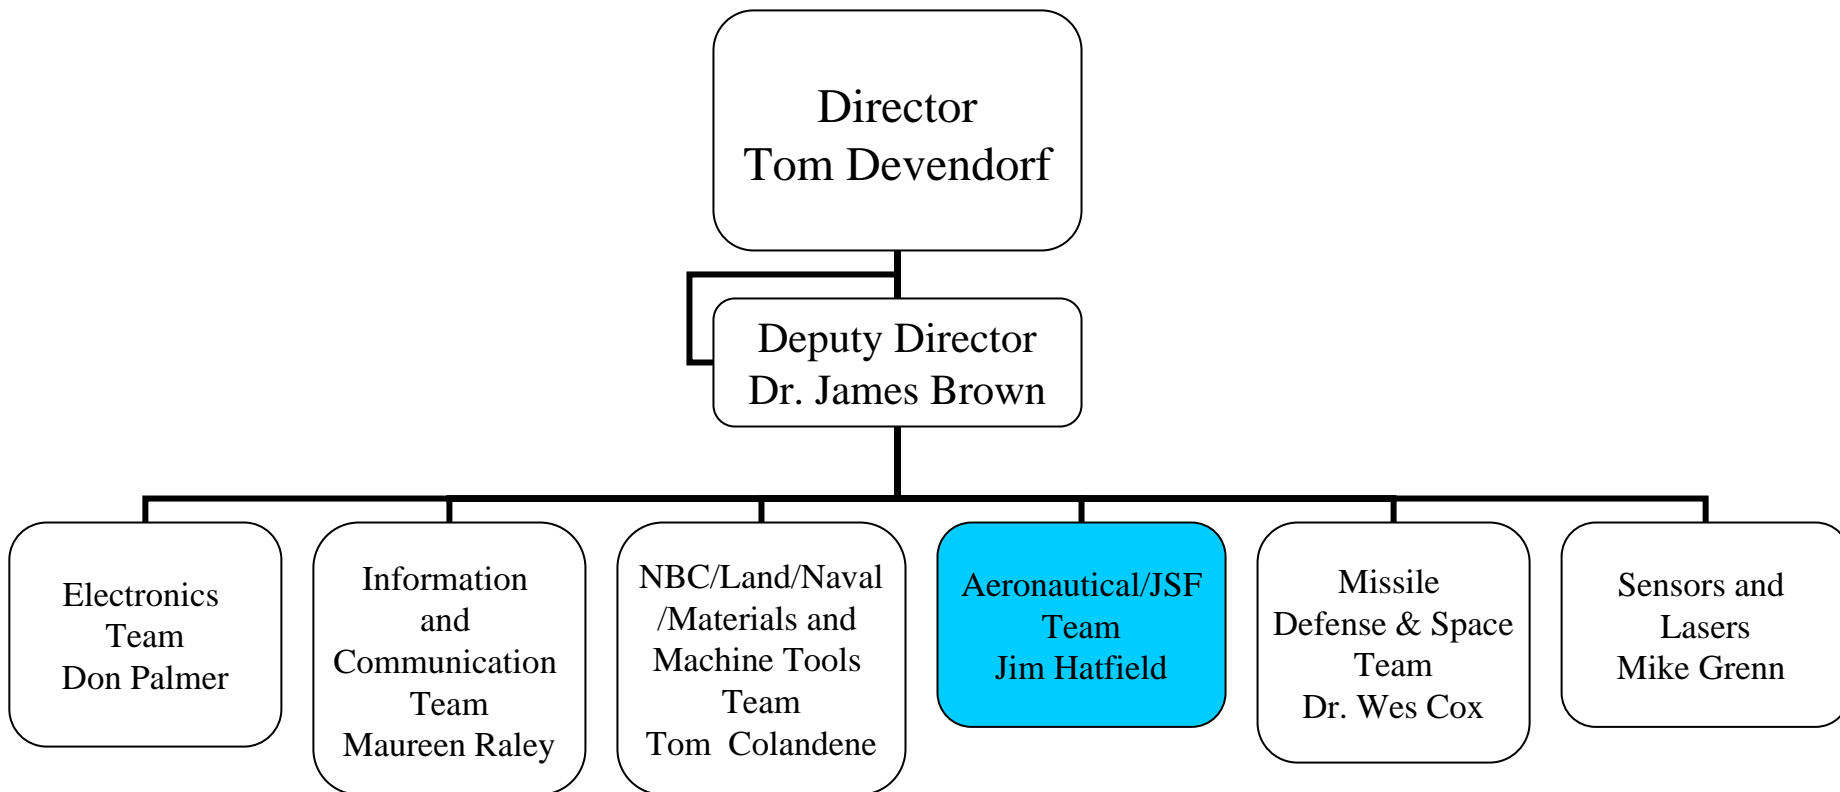 Director
Tom Devendorf
Deputy Director
Dr. James Brown
Electronics
Team
Don Palmer
Information
and
Communication
Team
Maureen Raley
NBC/Land/Naval
/Materials and
Machine Tools
Team
Tom Colandene
Aeronautical/JSF
Team
Jim Hatfield
Missile
Defense & Space
Team
Dr. Wes Cox
Sensors and
Lasers
Mike Grenn